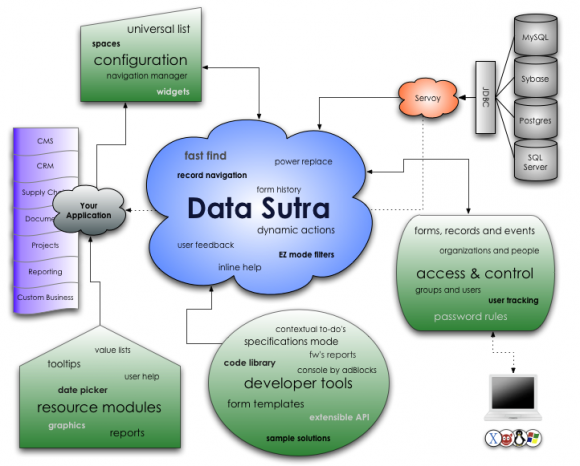 universal list
spaces
configuration
navigation manager
widgets
MySQL
Sybase
Postgres
SQL
Server
JDBC
Servoy
CMS
CRM
Supply Cha
Docume
Projects
Reporting
Custom Business
Your
Application
fast find
power replace
record navigation
form history
Data Sutra
dynamic actions
user feedback
EZ mode filters
inline help
forms, records and events
organizations and people
access & control
groups and users
user tracking
password rules
value lists
tooltips
user help
date picker
resource modules
graphics
reports
contextual to-do's
specifications mode
fw's reports
code library
console by adBlocks
developer tools
form templates
extensible API
sample solutions
X